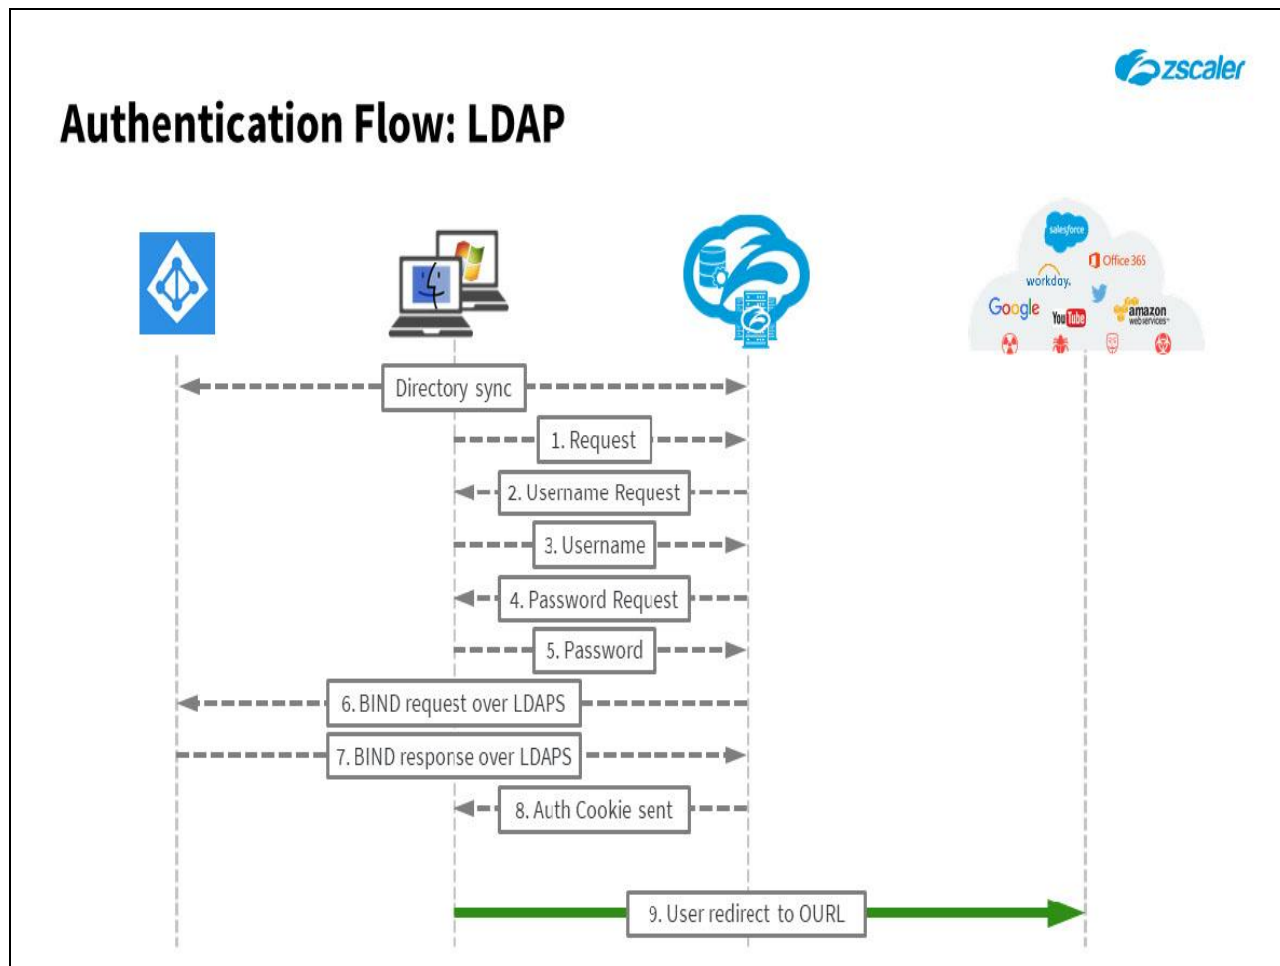 zscaler
Authentication Flow: LDAP
salesforce
Office 365
workday.
Google
YouTube
amazon
webservices™
Directory sync
1. Request
2. Username Request
3. Username
4. Password Request
5. Password
6. BIND request over LDAPS
7. BIND response over LDAPS
8. Auth Cookie sent
9. User redirect to OURL